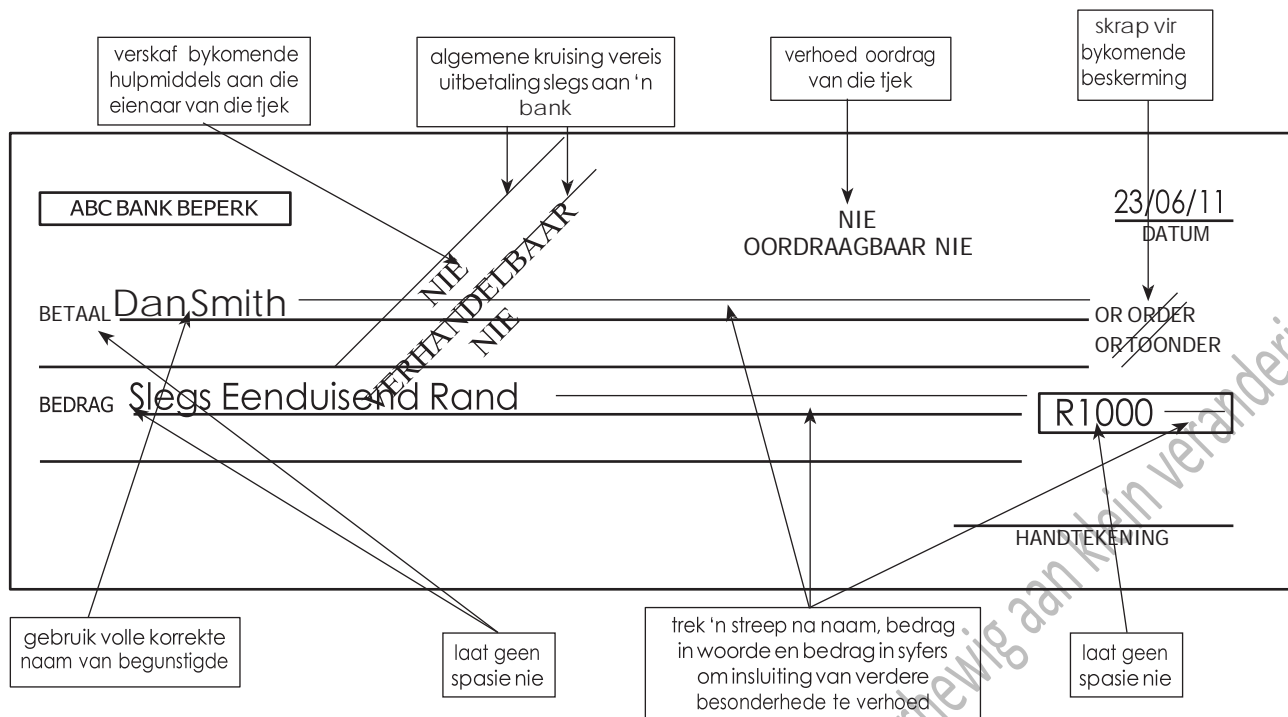 verskaf bykomende
hulpmiddels aan die
eienaar van die tjek
algemene kruising vereis
uitbetaling slegs aan ‘n
bank
verhoed oordrag
van die tjek
skrap vir
bykomende
beskerming
ABC BANK BEPERK
NIE
VERHANDELBAAR
NIE
NIE
OORDRAAGBAAR NIE
23/06/11
DATUM
BETAAL Dan Smith
OR ORDER
OR TOONDER
BEDRAG Slegs Eenduisend Rand
R1000
HANDTEKENING
gebruik volle korrekte
naam van begunstigde
laat geen
spasie nie
trek ‘n streep na naam, bedrag
in woorde en bedrag in syfers
om insluiting van verdere
besonderhede te verhoed
laat geen
spasie nie
aan klein